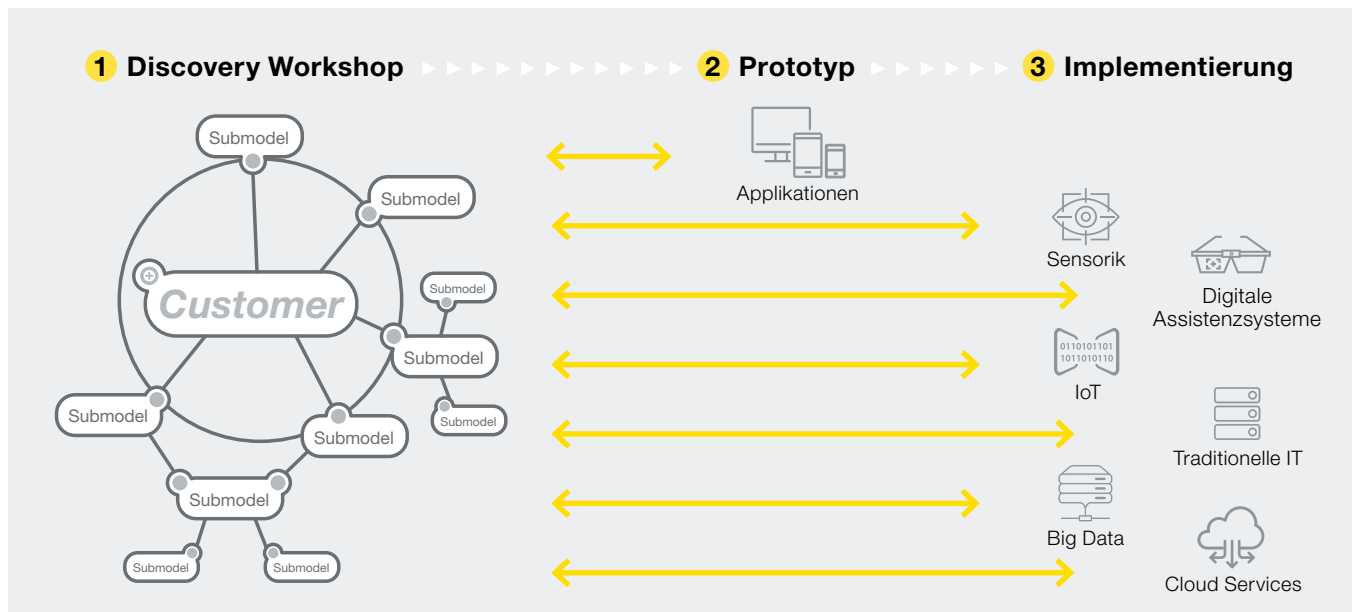 1 Discovery Workshop
2 Prototyp
3 Implementierung
Submodel
Submodel
Customer
Submodel
Submodel
Submodel
Submodel
Submodel
Submodel
Submodel
Submodel
Applikationen
Sensorik
Digitale
Assistenzsysteme
0110101101
1011010110
IoT
Traditionelle IT
Big Data
Cloud Services